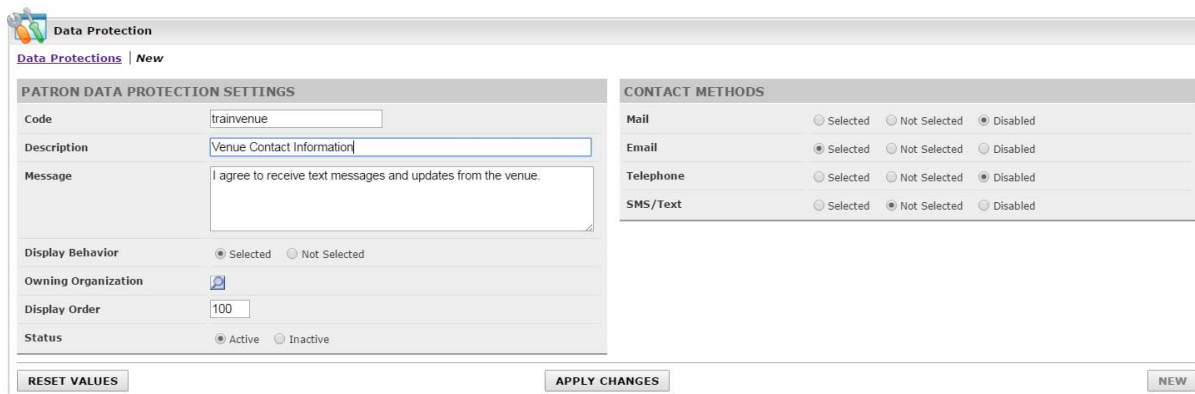 Data Protection
Data Protections | New
PATRON DATA PROTECTION SETTINGS
Code trainvenue
Description Venue Contact Information
Message I agree to receive text messages and updates from the venue.
Display Behavior Selected Not Selected
Owning Organization
Display Order 100
Status Active Inactive
CONTACT METHODS
Mail Selected Not Selected Disabled
Email Selected Not Selected Disabled
Telephone Selected Not Selected Disabled
SMS/Text Selected Not Selected Disabled
RESET VALUES APPLY CHANGES NEW